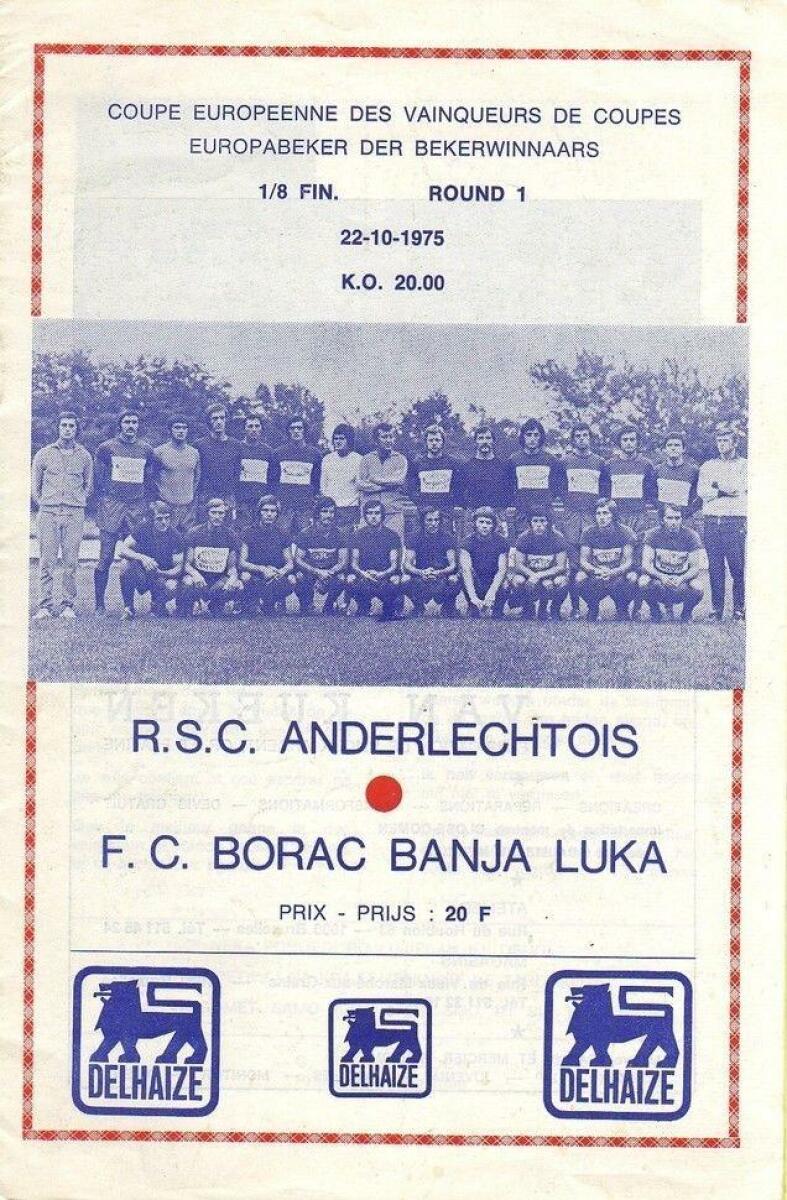 COUPE EUROPEENNE DES VAINQUEURS DE COUPES
EUROPABEKER DER BEKERWINNAARS
1/8 FIN. ROUND 1
22-10-1975
K.O. 20.00
R.S.C. ANDERLECHTOIS
F.C. BORAC BANJA LUKA
PRIX - PRIJS : 20 F
DELHAIZE DELHAIZE DELHAIZE